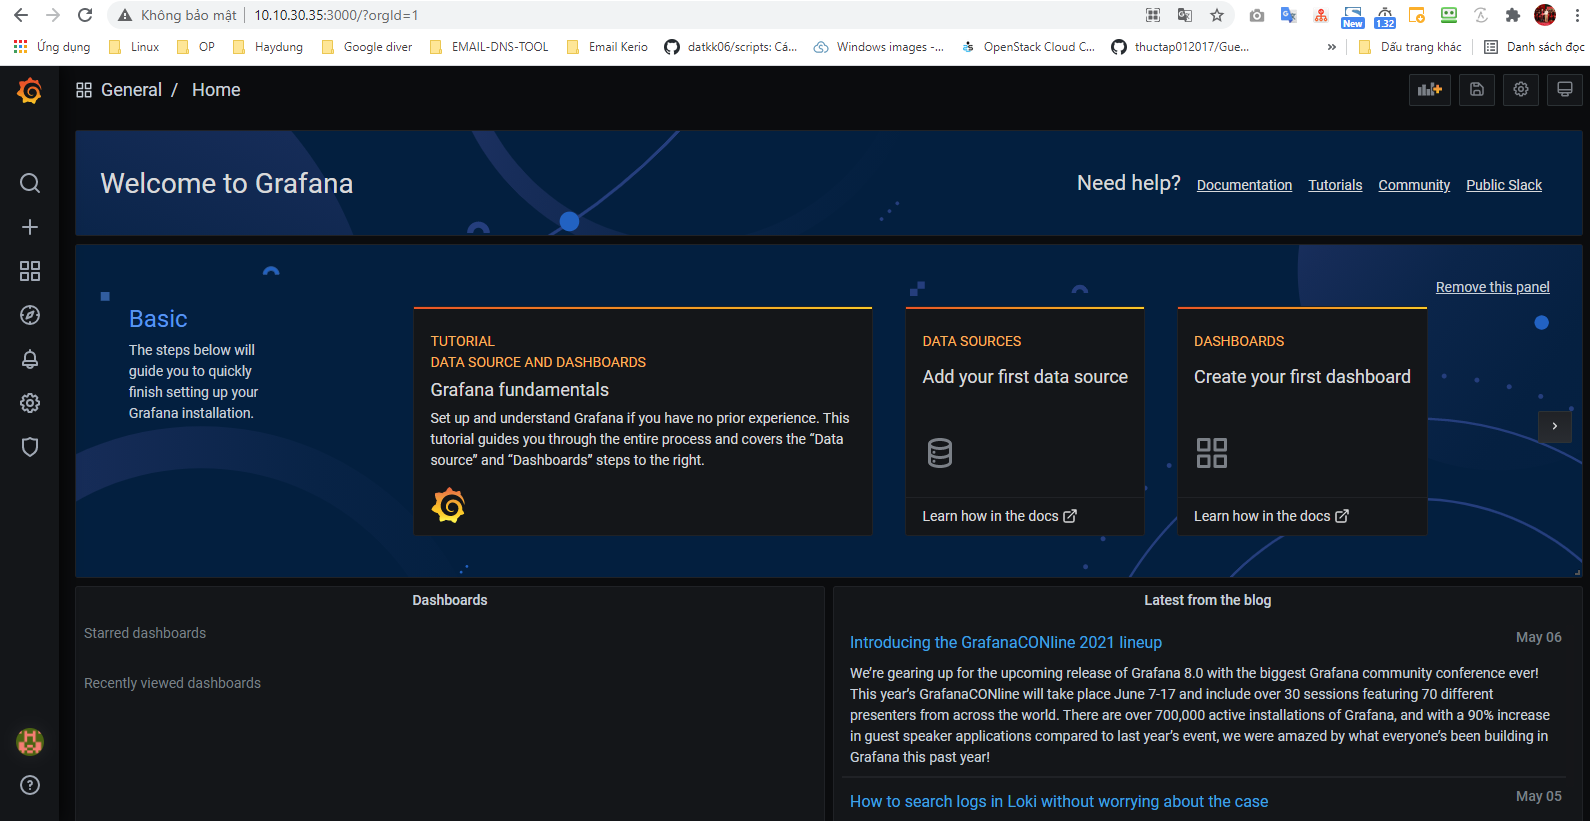 Không bảo mật
10.10.30.35:3000/?orgId=1
New
1.32
Ứng dụng
Linux
OP
Haydung
Google diver
EMAIL-DNS-TOOL
Email Kerio
datkk06/scripts: Cá...
Windows images -...
OpenStack Cloud C...
thuctap012017/Gue...
»
Dấu trang khác
Danh sách đọc
General / Home
Welcome to Grafana
Need help?
Documentation
Tutorials
Community
Public Slack
Remove this panel
Basic
The steps below will
guide you to quickly
finish setting up your
Grafana installation.
TUTORIAL
DATA SOURCE AND DASHBOARDS
Grafana fundamentals
Set up and understand Grafana if you have no prior experience. This
tutorial guides you through the entire process and covers the “Data
source” and “Dashboards” steps to the right.
DATA SOURCES
Add your first data source
Learn how in the docs
DASHBOARDS
Create your first dashboard
Learn how in the docs
Dashboards
Starred dashboards
Recently viewed dashboards
Latest from the blog
Introducing the GrafanaCONline 2021 lineup
May 06
We’re gearing up for the upcoming release of Grafana 8.0 with the biggest Grafana community conference ever!
This year’s GrafanaCONline will take place June 7-17 and include over 30 sessions featuring 70 different
presenters from across the world. There are over 700,000 active installations of Grafana, and with a 90% increase
in guest speaker applications compared to last year’s event, we were amazed by what everyone’s been building in
Grafana this past year!
How to search logs in Loki without worrying about the case
May 05